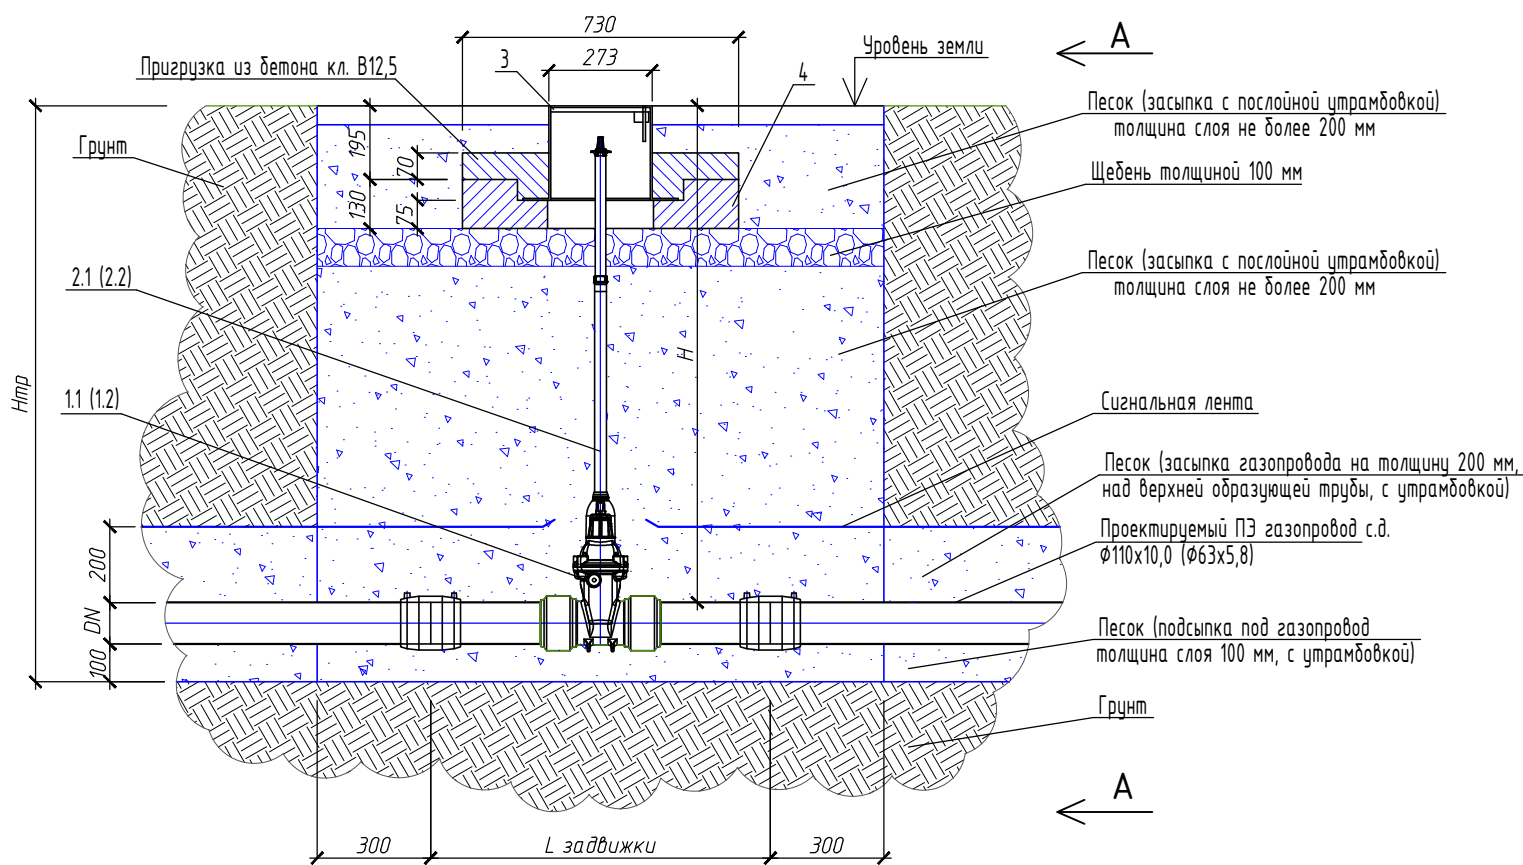 730
273
3
4
А
Уровень земли
Пригрузка из бетона кл. В12,5
Песок (засыпка с послойной утрамбовкой)
толщина слоя не более 200 мм
Грунт
195
70
130
75
Щебень толщиной 100 мм
Песок (засыпка с послойной утрамбовкой)
толщина слоя не более 200 мм
2.1 (2.2)
Н
Нтр
1.1 (1.2)
Сигнальная лента
Песок (засыпка газопровода на толщину 200 мм,
над верхней образующей трубы, с утрамбовкой)
Проектируемый ПЭ газопровод с.д.
Ф110х10,0 (Ф63х5,8)
200
DN
100
Песок (подсыпка под газопровод
толщина слоя 100 мм, с утрамбовкой)
Грунт
А
300
L задвижки
300